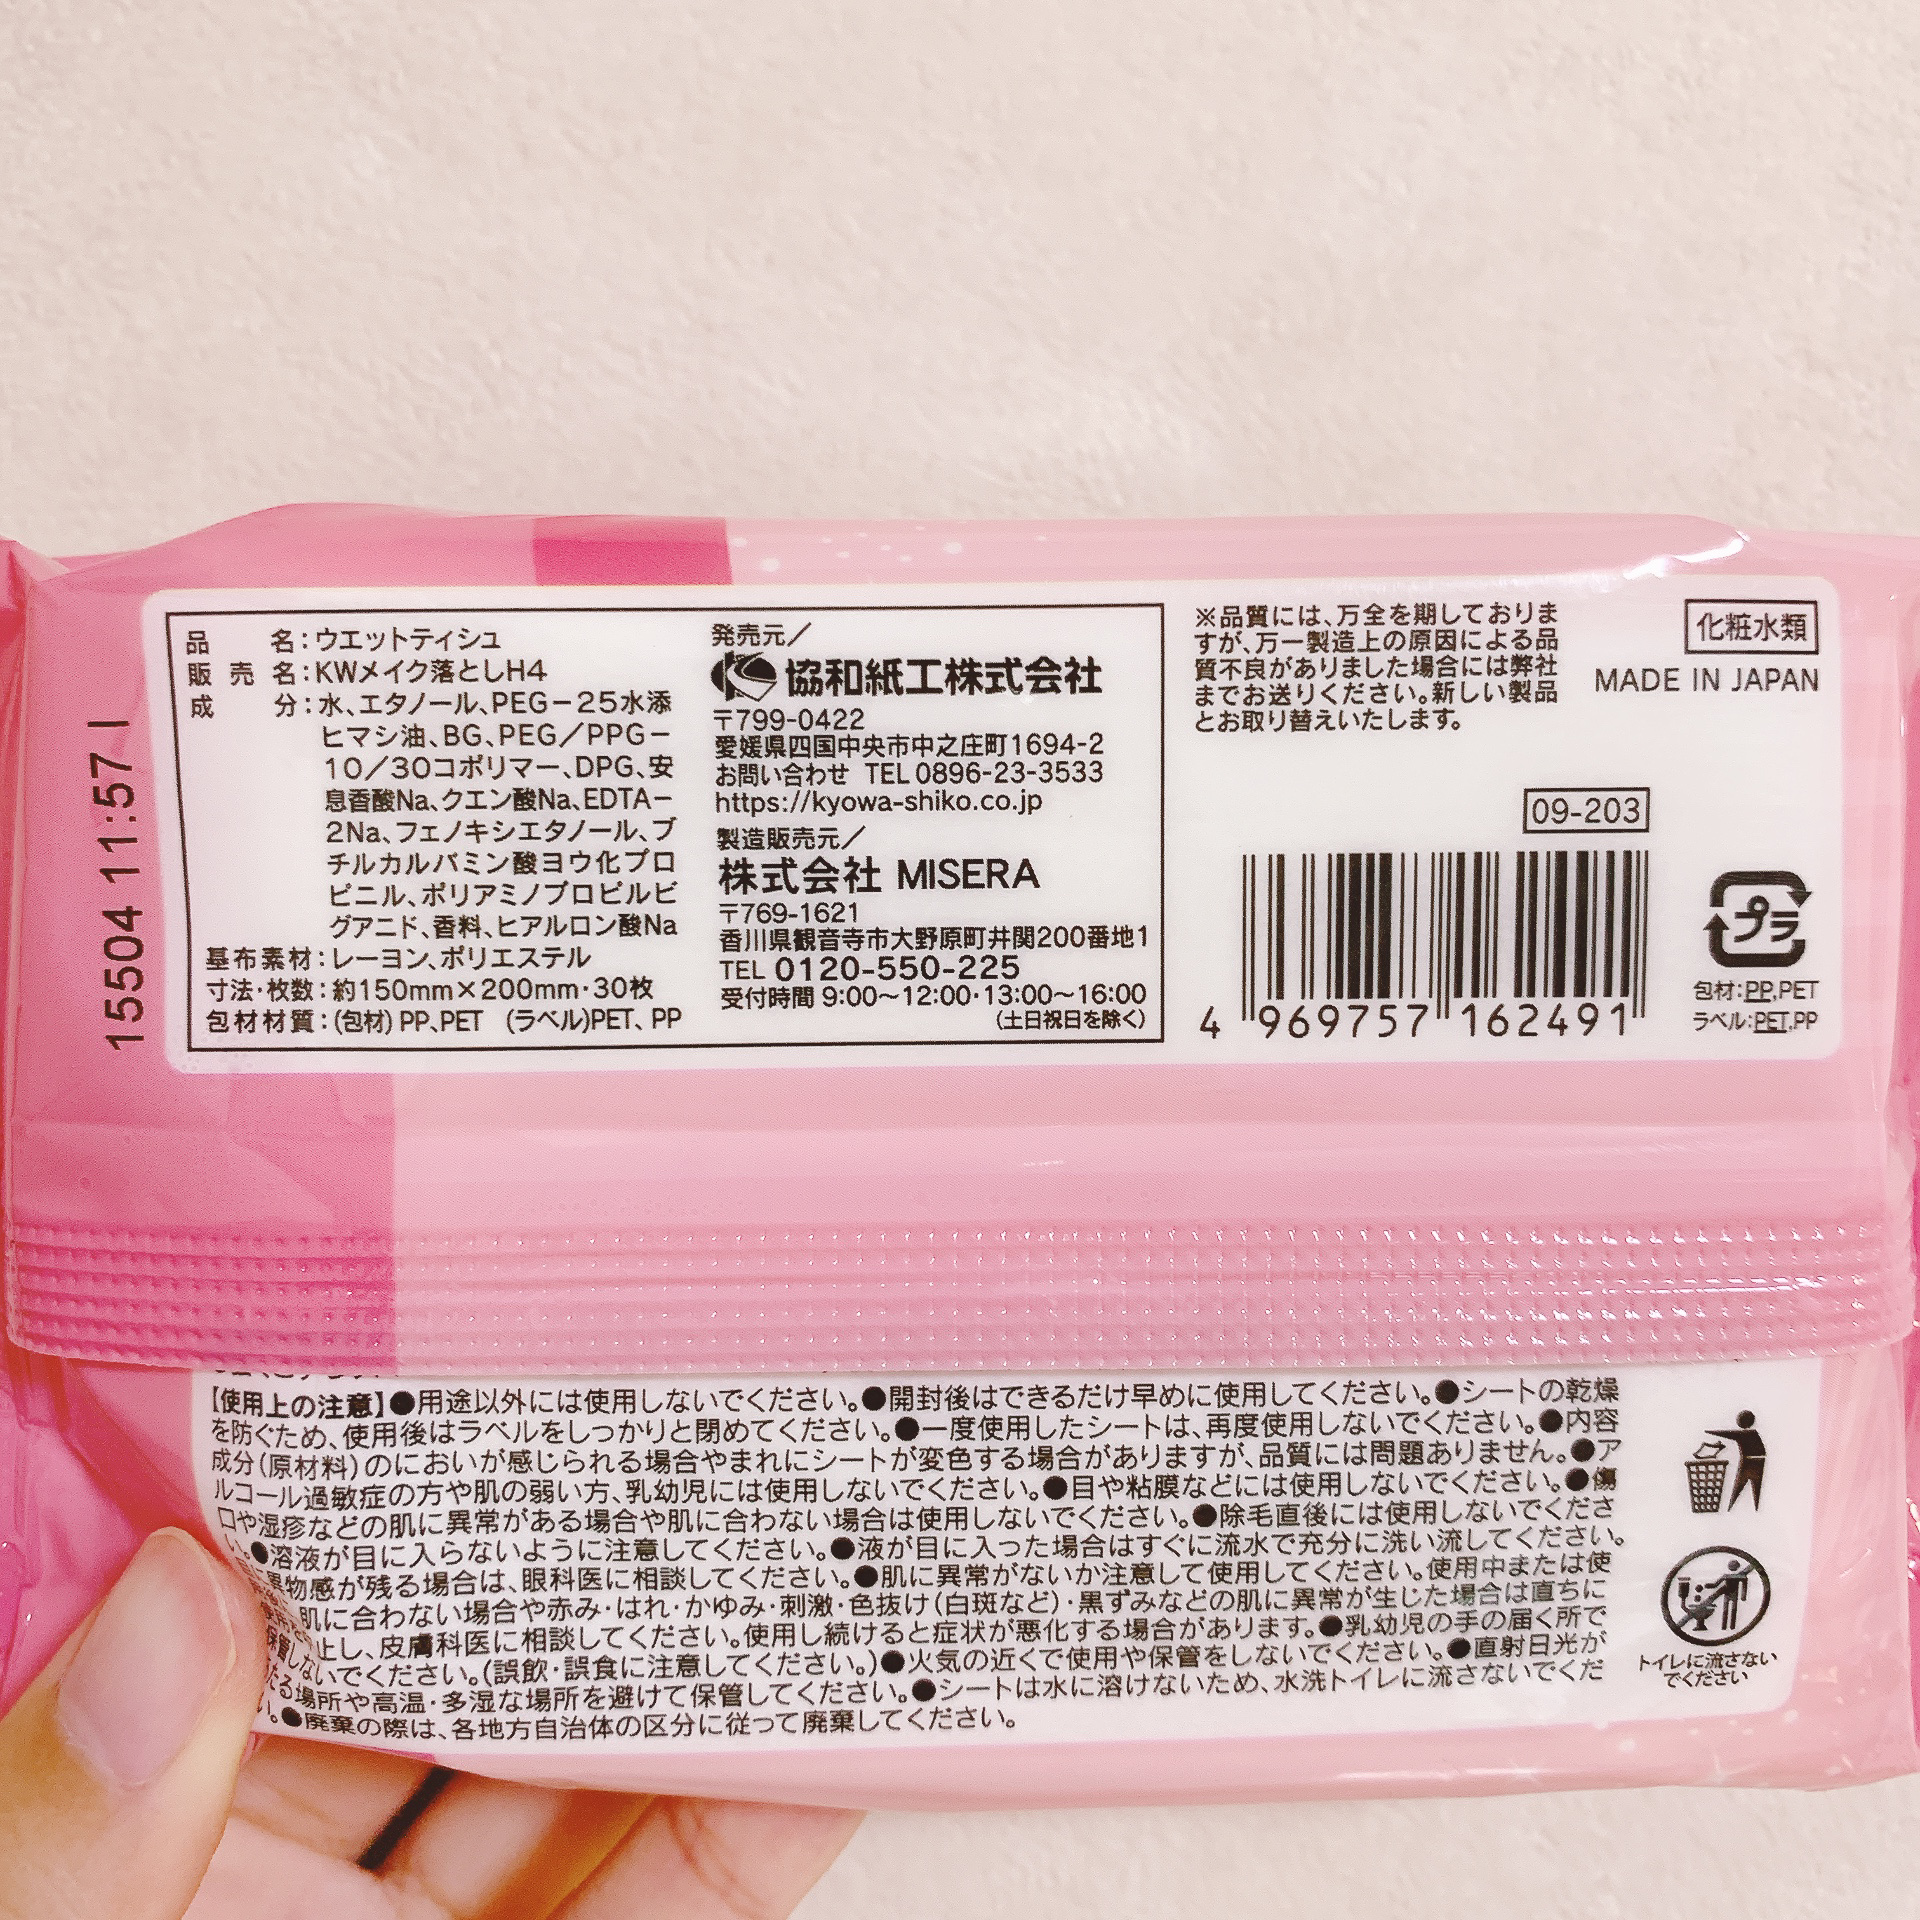 15504 11:57 I
品 名:ウエットティシュ
販 売 名:KWメイク落としH4
成 分:水、エタノール、PEG-25水添
ヒマシ油、BG、PEG/PPG-
10/30コポリマー、DPG、安
息香酸Na、クエン酸Na、EDTA-
2Na、フェノキシエタノール、ブ
チルカルバミン酸ヨウ化プロ
ピニル、ポリアミノプロピルビ
グアニド、香料、ヒアルロン酸Na
基布素材:レーヨン、ポリエステル
寸法・枚数:約150mm×200mm・30枚
包材材質:(包材) PP、PET (ラベル)PET、PP
発売元/
協和紙工株式会社
〒799-0422
愛媛県四国中央市中之庄町1694-2
お問い合わせ TEL 0896-23-3533
https://kyowa-shiko.co.jp
製造販売元/
株式会社 MISERA
〒769-1621
香川県観音寺市大野原町井関200番地1
TEL 0120-550-225
受付時間 9:00～12:00・13:00～16:00
(土日祝日を除く)
※品質には、万全を期しておりま
すが、万一製造上の原因による品
質不良がありました場合には弊社
までお送りください。新しい製品
とお取り替えいたします。
化粧水類
MADE IN JAPAN
09-203
4 969757 162491
プラ
包材:PP,PET
ラベル:PET,PP
【使用上の注意】●用途以外には使用しないでください。●開封後はできるだけ早めに使用してください。●シートの乾燥
を防ぐため、使用後はラベルをしっかりと閉めてください。●一度使用したシートは、再度使用しないでください。●内容
成分(原材料)のにおいが感じられる場合やまれにシートが変色する場合がありますが、品質には問題ありません。●ア
ルコール過敏症の方や肌の弱い方、乳幼児には使用しないでください。●目や粘膜などには使用しないでください。●傷
口や湿疹などの肌に異常がある場合や肌に合わない場合は使用しないでください。●除毛直後には使用しないでくださ
い。●溶液が目に入らないように注意してください。●液が目に入った場合はすぐに流水で充分に洗い流してください。
異物感が残る場合は、眼科医に相談してください。●肌に異常がないか注意して使用してください。使用中または使
肌に合わない場合や赤み・はれ・かゆみ・刺激・色抜け(白斑など)・黒ずみなどの肌に異常が生じた場合は直ちに
止し、皮膚科医に相談してください。使用し続けると症状が悪化する場合があります。●乳幼児の手の届く所で
保管しないでください。(誤飲・誤食に注意してください。)●火気の近くで使用や保管をしないでください。●直射日光が
たる場所や高温・多湿な場所を避けて保管してください。●シートは水に溶けないため、水洗トイレに流さないでくだ
い。●廃棄の際は、各地方自治体の区分に従って廃棄してください。
トイレに流さない
でください